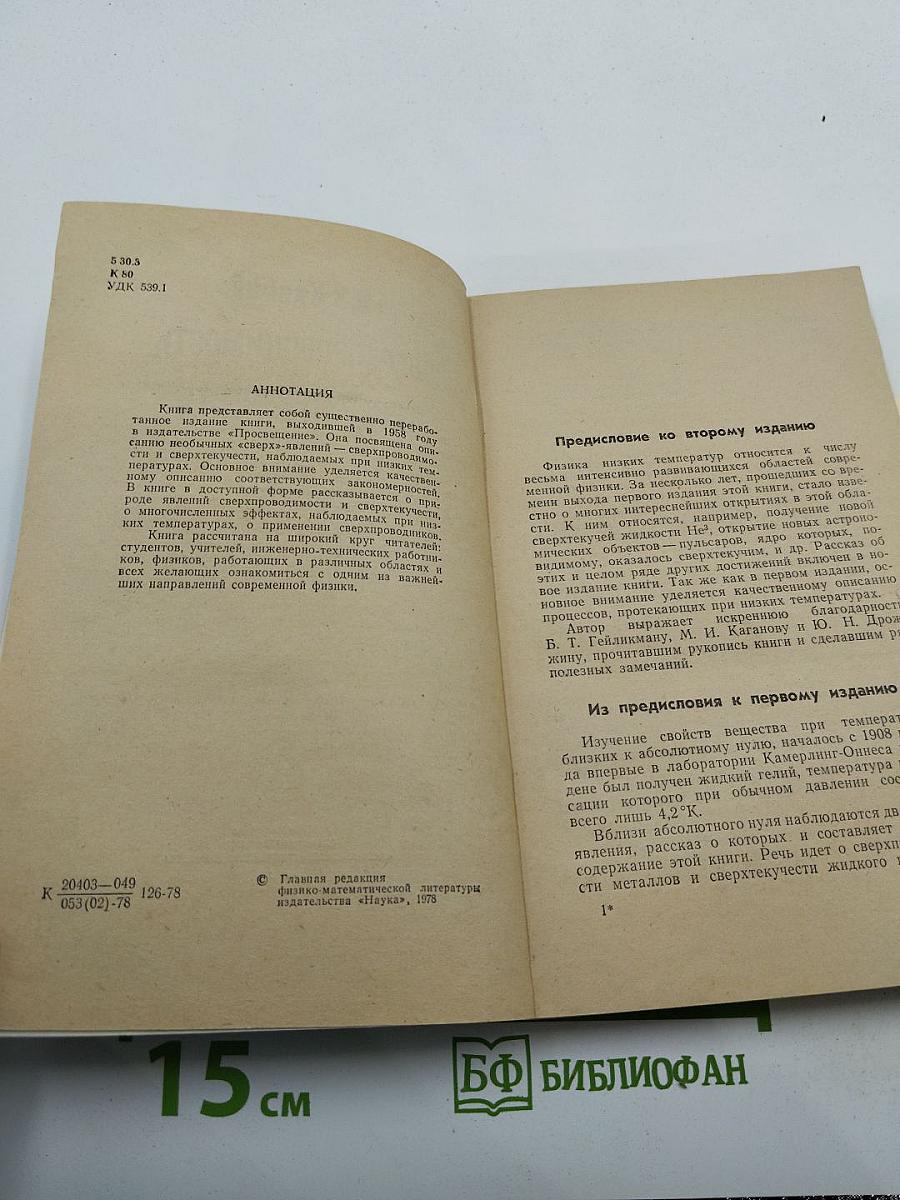 5 30.3
К 80
УДК 539.1
АННОТАЦИЯ
Книга представляет собой существенно перерабо-
танное издание книги, выходившей в 1958 году
в издательстве «Просвещение». Она посвящена опи-
санию необычных «сверх»-явлений — сверхпроводимо-
сти и сверхтекучести, наблюдаемых при низких тем-
пературах. Основное внимание уделяется качествен-
ному описанию соответствующих закономерностей.
В книге в доступной форме рассказывается о при-
роде явлений сверхпроводимости и сверхтекучести,
о многочисленных эффектах, наблюдаемых при низ-
ких температурах, о применении сверхпроводников.
Книга рассчитана на широкий круг читателей:
студентов, учителей, инженерно-технических работни-
ков, физиков, работающих в различных областях и
всех желающих ознакомиться с одним из важней-
ших направлений современной физики.
К 20403—049
053(02)-78 126-78
© Главная редакция
физико-математической литературы
издательства «Наука», 1978
Предисловие ко второму изданию
Физика низких температур относится к числу
весьма интенсивно развивающихся областей совре-
менной физики. За несколько лет, прошедших со вре-
мени выхода первого издания этой книги, стало изве-
стно о многих интереснейших открытиях в этой обла-
сти. К ним относятся, например, получение новой
сверхтекучей жидкости He³, открытие новых астроно-
мических объектов — пульсаров, ядро которых, по-
видимому, оказалось сверхтекучим, и др. Рассказ об
этих и целом ряде других достижений включен в но-
вое издание книги. Так же как в первом издании, ос-
новное внимание уделяется качественному описанию
процессов, протекающих при низких температурах.
Автор выражает искреннюю благодарность
Б. Т. Гейликману, М. И. Каганову и Ю. Н. Дрож
жину, прочитавшим рукопись книги и сделавшим ря
полезных замечаний.
Из предисловия к первому изданию
Изучение свойств вещества при температ
близких к абсолютному нулю, началось с 1908 г
да впервые в лаборатории Камерлинг-Оннеса
дене был получен жидкий гелий, температура
сации которого при обычном давлении сос
всего лишь 4,2°К.
Вблизи абсолютного нуля наблюдаются дв
явления, рассказ о которых и составляет
содержание этой книги. Речь идет о сверхп
сти металлов и сверхтекучести жидкого
1*
15 см
БФ БИБЛИОФАН